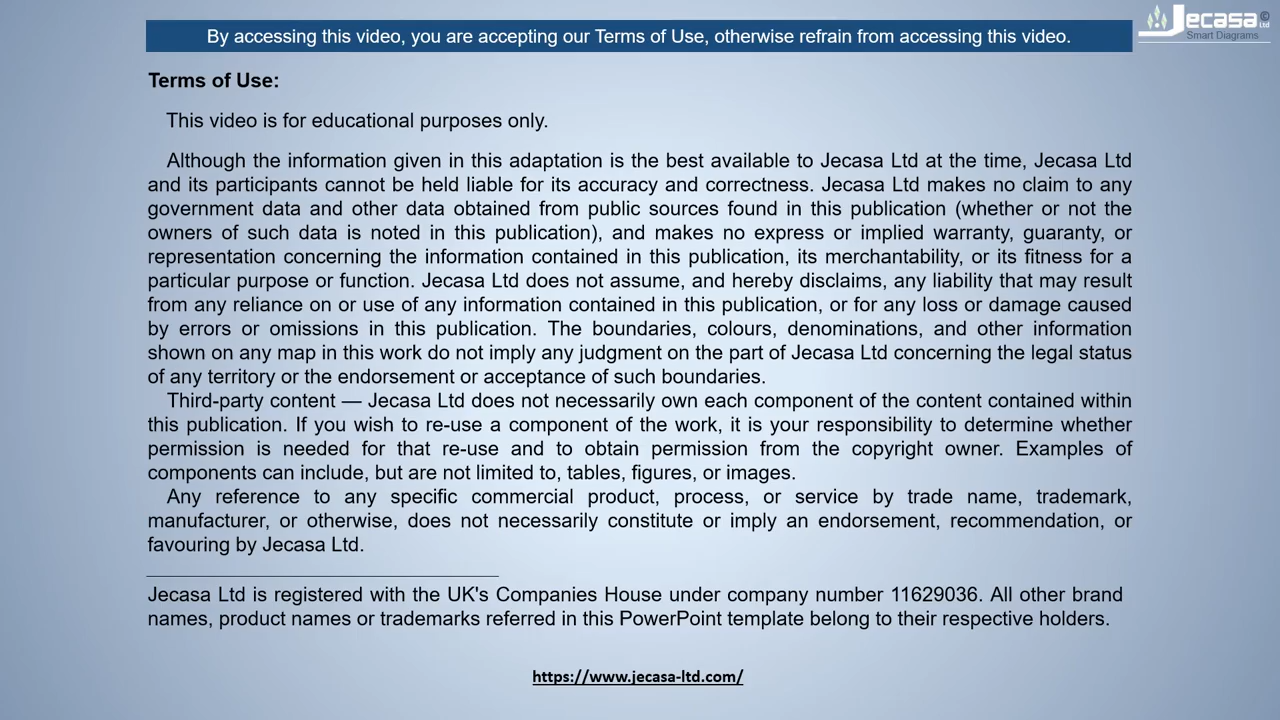 Jecasa © Ltd
Smart Diagrams
By accessing this video, you are accepting our Terms of Use, otherwise refrain from accessing this video.
Terms of Use:
This video is for educational purposes only.
Although the information given in this adaptation is the best available to Jecasa Ltd at the time, Jecasa Ltd
and its participants cannot be held liable for its accuracy and correctness. Jecasa Ltd makes no claim to any
government data and other data obtained from public sources found in this publication (whether or not the
owners of such data is noted in this publication), and makes no express or implied warranty, guaranty, or
representation concerning the information contained in this publication, its merchantability, or its fitness for a
particular purpose or function. Jecasa Ltd does not assume, and hereby disclaims, any liability that may result
from any reliance on or use of any information contained in this publication, or for any loss or damage caused
by errors or omissions in this publication. The boundaries, colours, denominations, and other information
shown on any map in this work do not imply any judgment on the part of Jecasa Ltd concerning the legal status
of any territory or the endorsement or acceptance of such boundaries.
Third-party content — Jecasa Ltd does not necessarily own each component of the content contained within
this publication. If you wish to re-use a component of the work, it is your responsibility to determine whether
permission is needed for that re-use and to obtain permission from the copyright owner. Examples of
components can include, but are not limited to, tables, figures, or images.
Any reference to any specific commercial product, process, or service by trade name, trademark,
manufacturer, or otherwise, does not necessarily constitute or imply an endorsement, recommendation, or
favouring by Jecasa Ltd.
Jecasa Ltd is registered with the UK's Companies House under company number 11629036. All other brand
names, product names or trademarks referred in this PowerPoint template belong to their respective holders.
https://www.jecasa-ltd.com/